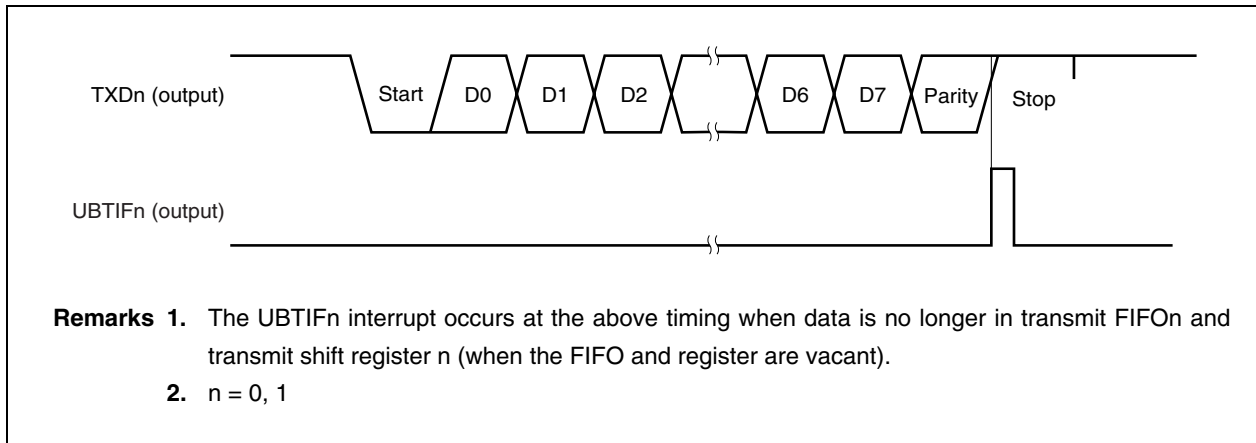 TXDn (output) Start D0 D1 D2 D6 D7 Parity Stop
UBTIFn (output)
Remarks 1. The UBTIFn interrupt occurs at the above timing when data is no longer in transmit FIFOn and
transmit shift register n (when the FIFO and register are vacant).
2. n = 0, 1